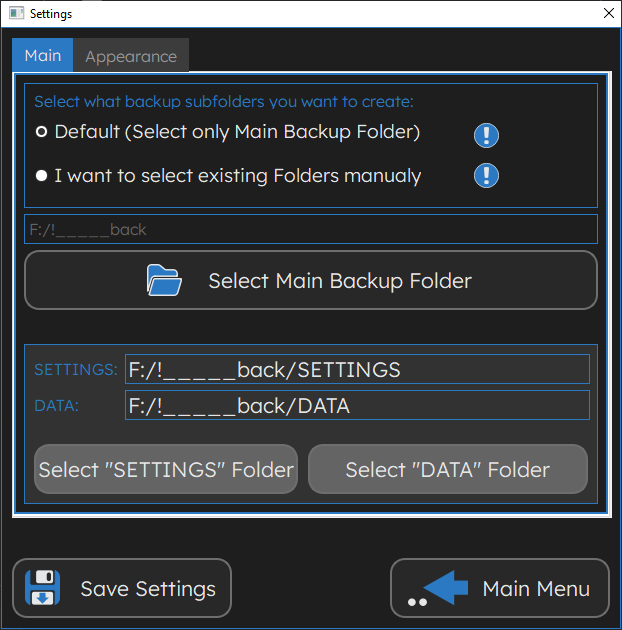 Settings
Main
Appearance
Select what backup subfolders you want to create:
Default (Select only Main Backup Folder)
!
I want to select existing Folders manualy
!
F:/!_____back
Select Main Backup Folder
SETTINGS: F:/!_____back/SETTINGS
DATA: F:/!_____back/DATA
Select "SETTINGS" Folder
Select "DATA" Folder
Save Settings
Main Menu